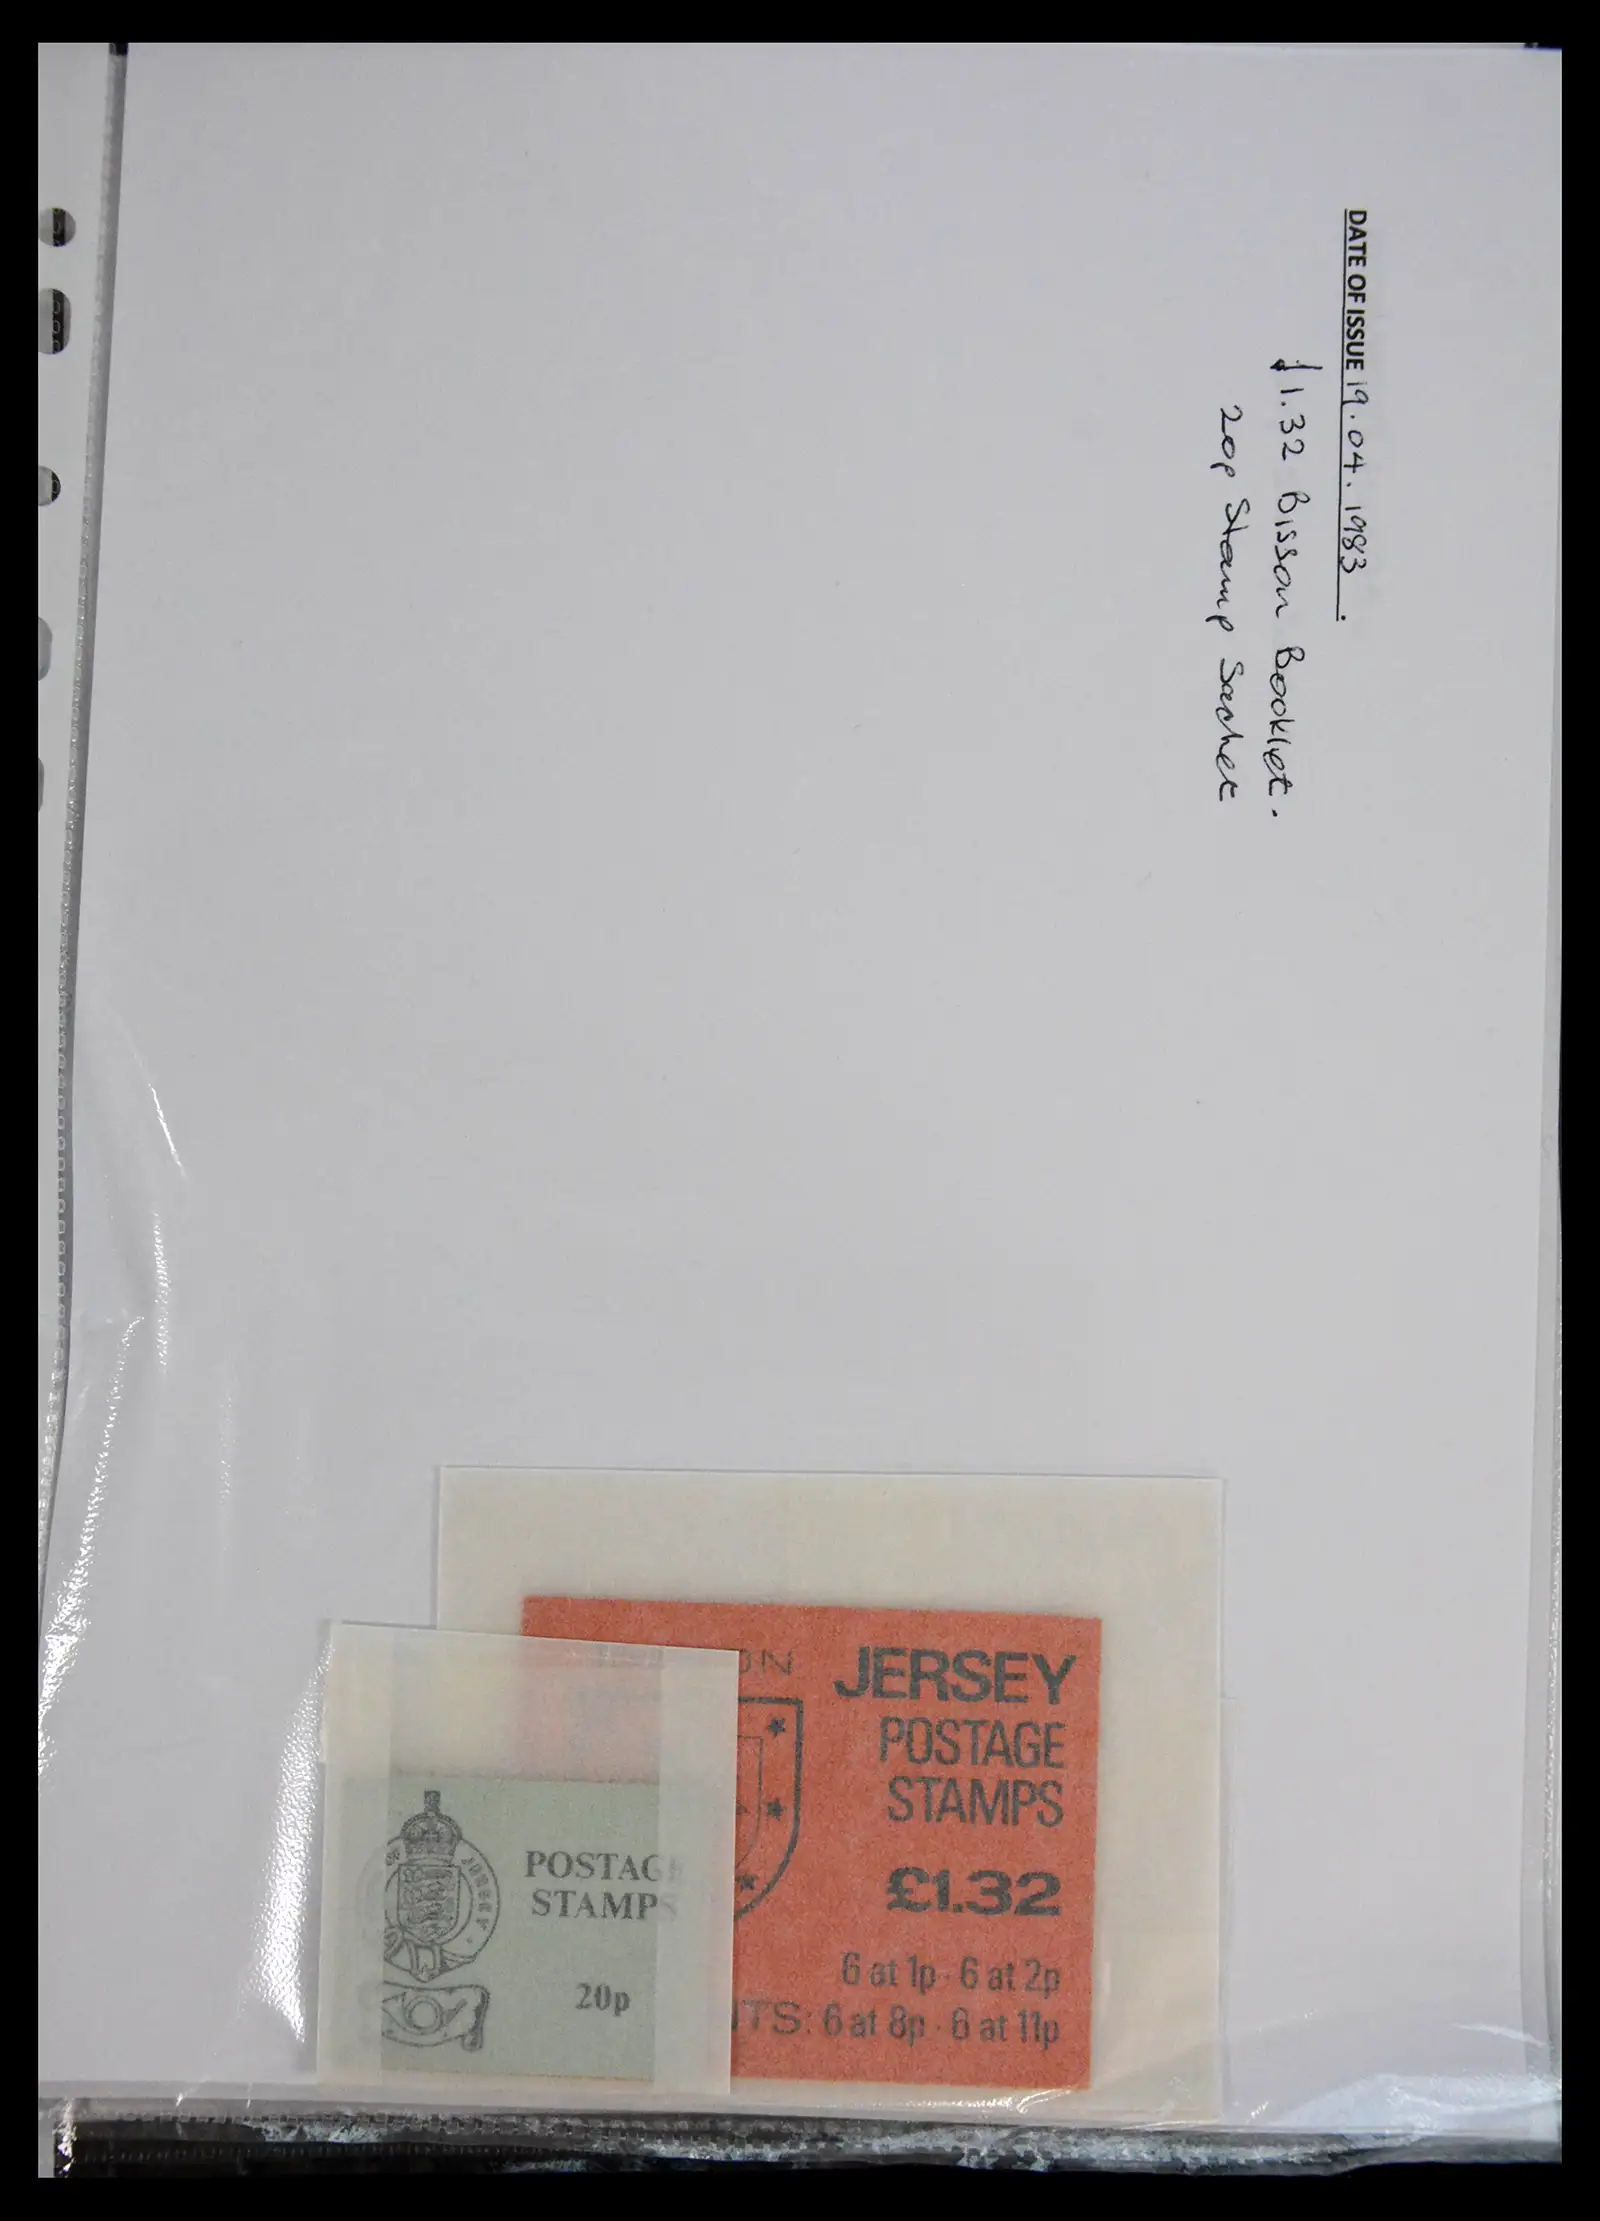 DATE OF ISSUE 19.04.1983.
£1.32 Bisson Booklet.
20p Stamp Sachet
JERSEY
POSTAGE
STAMPS
£1.32
6 at 1p · 6 at 2p
6 at 8p · 6 at 11p
POSTAGE
STAMPS
20p